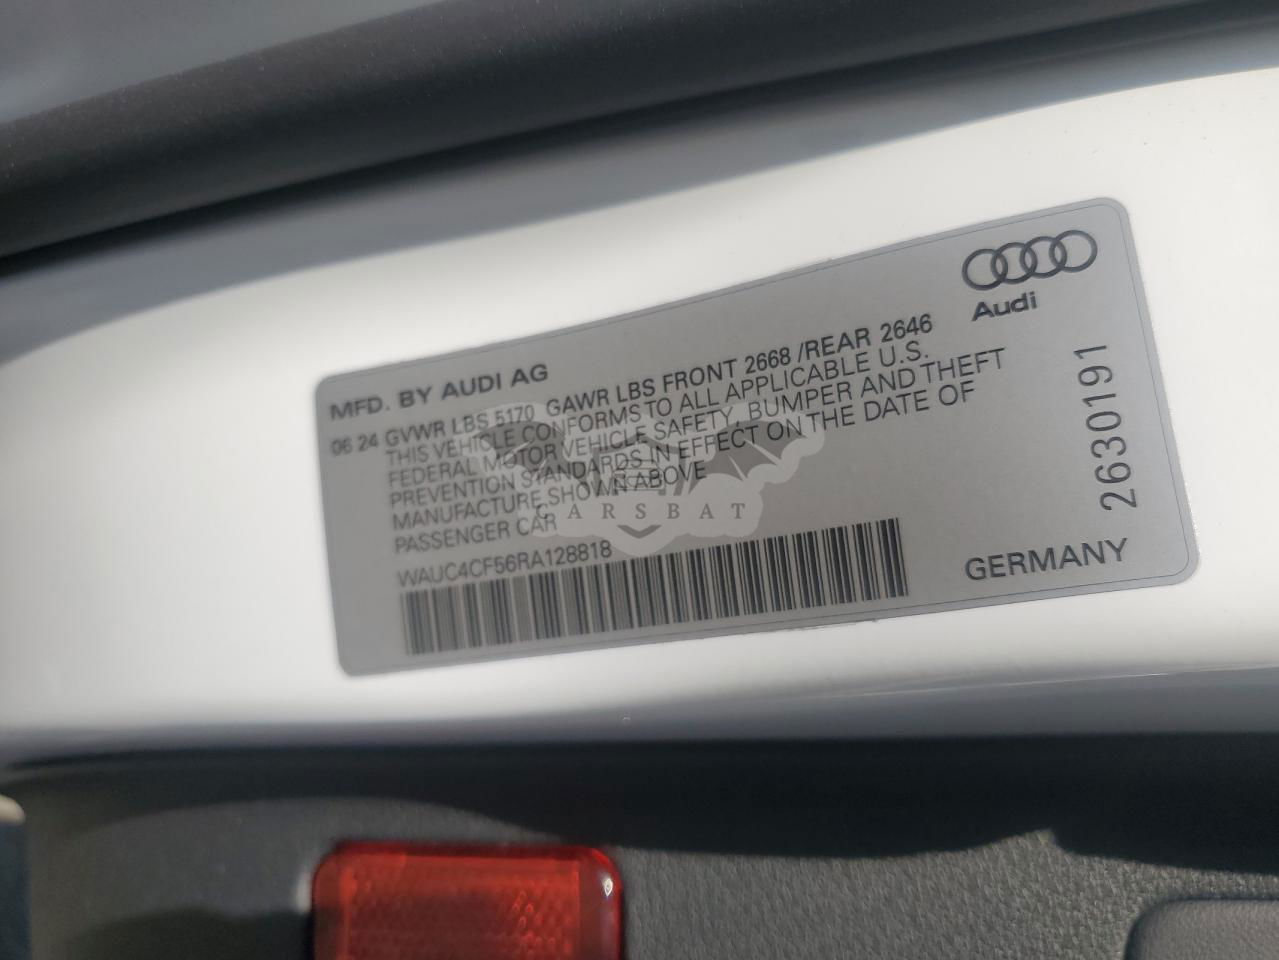 Audi
MFD. BY AUDI AG
06 24 GVWR LBS 5170 GAWR LBS FRONT 2668 /REAR 2646
THIS VEHICLE CONFORMS TO ALL APPLICABLE U.S.
FEDERAL MOTOR VEHICLE SAFETY, BUMPER AND THEFT
PREVENTION STANDARDS IN EFFECT ON THE DATE OF
MANUFACTURE SHOWN ABOVE
PASSENGER CAR
WAUC4CF56RA128818
GERMANY
2630191
CARSBAT